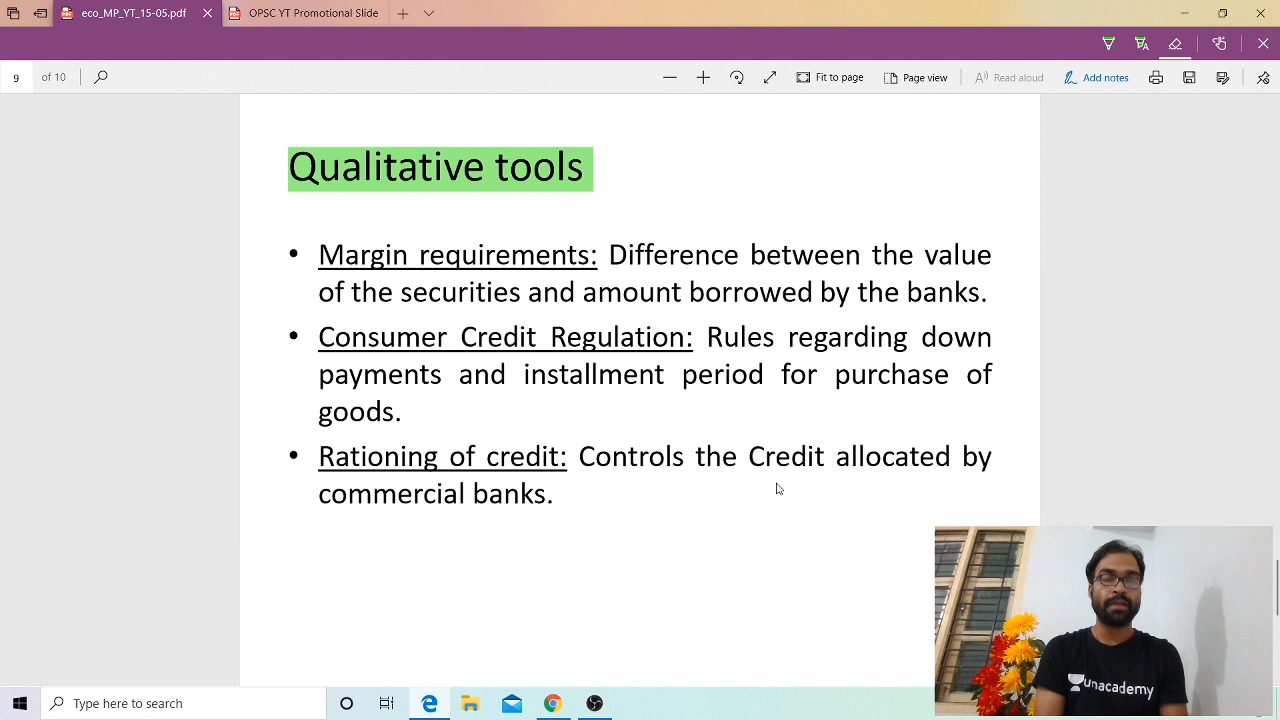 eco_MP_YT_15-05.pdf
OPSC YT Promotional Slide
9 of 10
Fit to page
Page view
Read aloud
Add notes
Qualitative tools
• Margin requirements: Difference between the value
of the securities and amount borrowed by the banks.
• Consumer Credit Regulation: Rules regarding down
payments and installment period for purchase of
goods.
• Rationing of credit: Controls the Credit allocated by
commercial banks.
unacademy
Type here to search